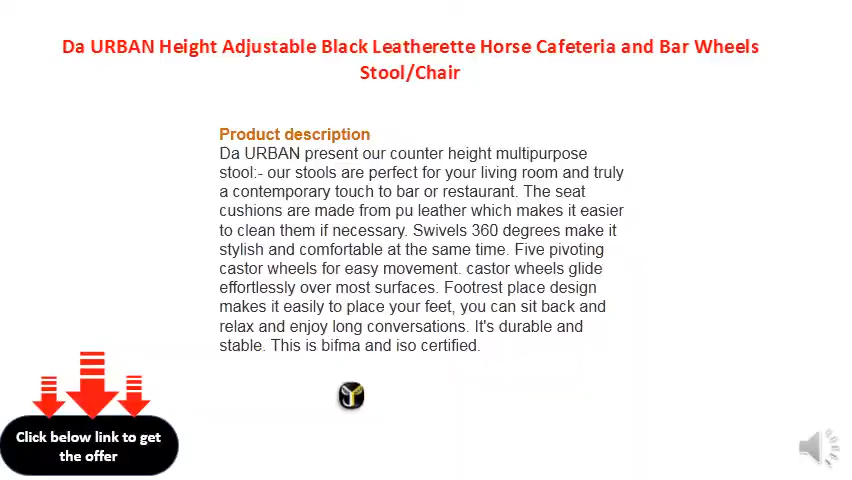 Da URBAN Height Adjustable Black Leatherette Horse Cafeteria and Bar Wheels
Stool/Chair
Product description
Da URBAN present our counter height multipurpose
stool:- our stools are perfect for your living room and truly
a contemporary touch to bar or restaurant. The seat
cushions are made from pu leather which makes it easier
to clean them if necessary. Swivels 360 degrees make it
stylish and comfortable at the same time. Five pivoting
castor wheels for easy movement. castor wheels glide
effortlessly over most surfaces. Footrest place design
makes it easily to place your feet, you can sit back and
relax and enjoy long conversations. It's durable and
stable. This is bifma and iso certified.
Click below link to get
the offer